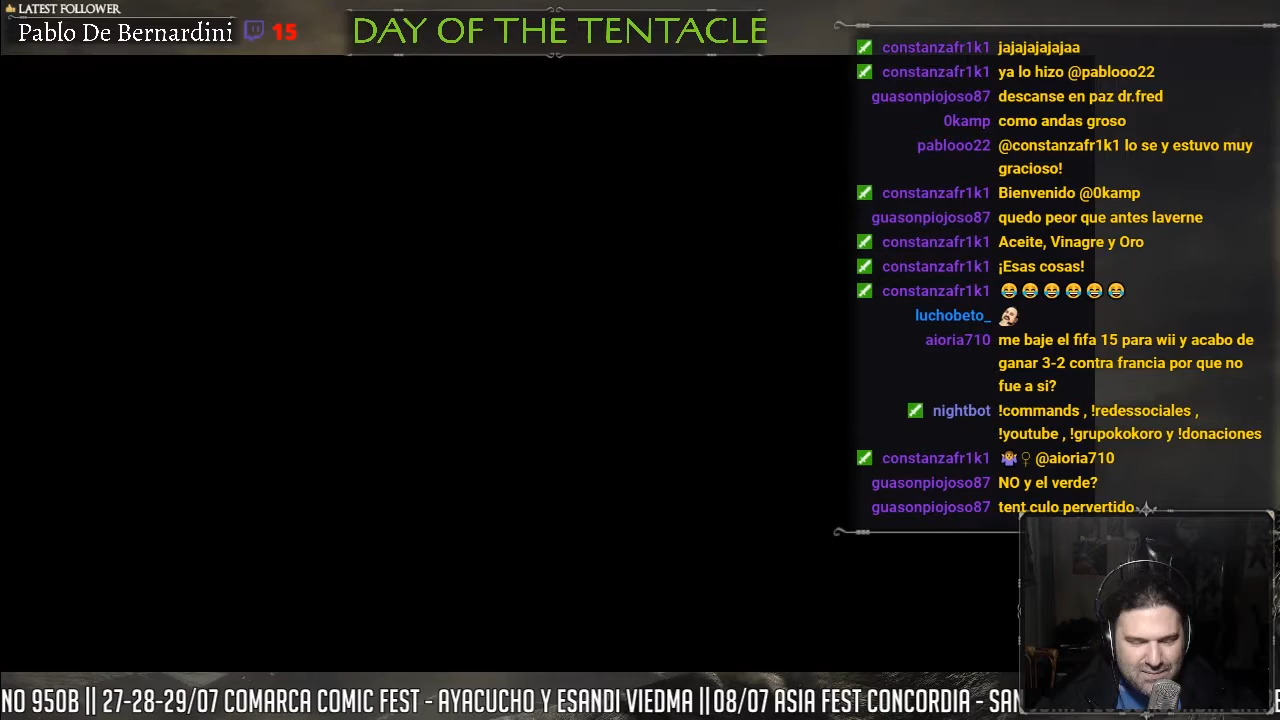 LATEST FOLLOWER
Pablo De Bernardini 15
DAY OF THE TENTACLE
constanzafr1k1 jajajajajajaa
constanzafr1k1 ya lo hizo @pablooo22
guasonpiojoso87 descanse en paz dr.fred
0kamp como andas groso
pablooo22 @constanzafr1k1 lo se y estuvo muy
gracioso!
constanzafr1k1 Bienvenido @0kamp
guasonpiojoso87 quedo peor que antes laverne
constanzafr1k1 Aceite, Vinagre y Oro
constanzafr1k1 ¡Esas cosas!
constanzafr1k1 😂 😂 😂 😂 😂 😂
luchobeto_
aioria710 me baje el fifa 15 para wii y acabo de
ganar 3-2 contra francia por que no
fue a si?
nightbot !commands , !redessociales ,
!youtube , !grupokokoro y !donaciones
constanzafr1k1 🤷🏽 ♀ @aioria710
guasonpiojoso87 NO y el verde?
guasonpiojoso87 tent culo pervertido
NO 950B || 27-28-29/07 COMARCA COMIC FEST - AYACUCHO Y ESANDI VIEDMA || 08/07 ASIA FEST CONCORDIA - SAN